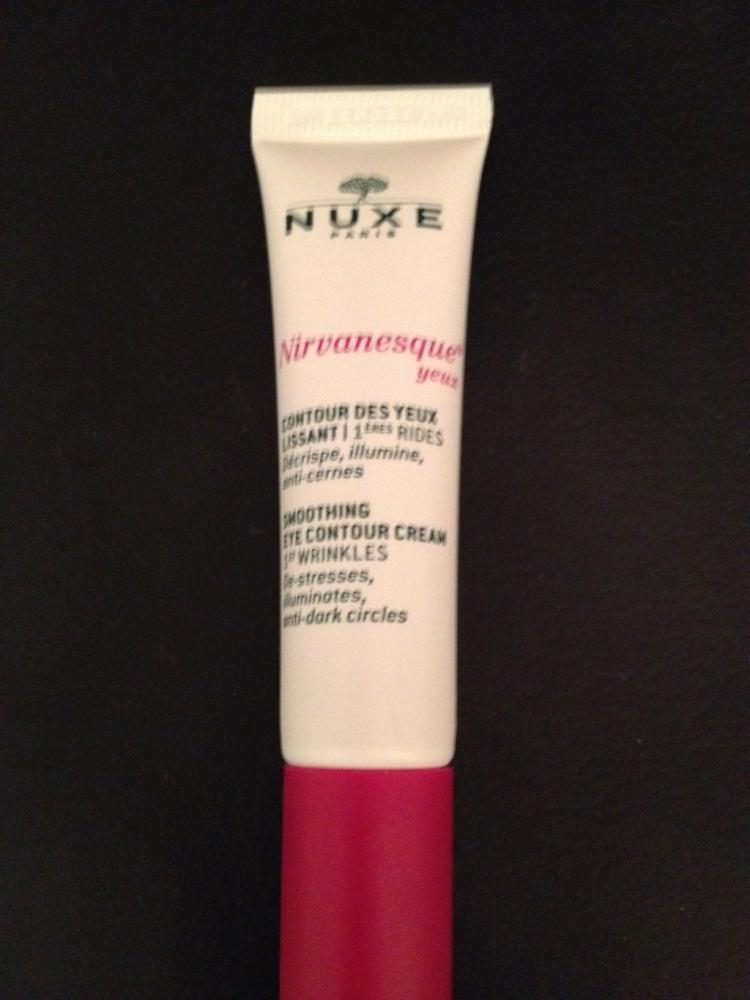 NUXE
PARIS
Nirvanesque®
yeux
CONTOUR DES YEUX
LISSANT | 1ÈRES RIDES
Décrispe, illumine,
anti-cernes
SMOOTHING
EYE CONTOUR CREAM
1ST WRINKLES
De-stresses,
illuminates,
anti-dark circles